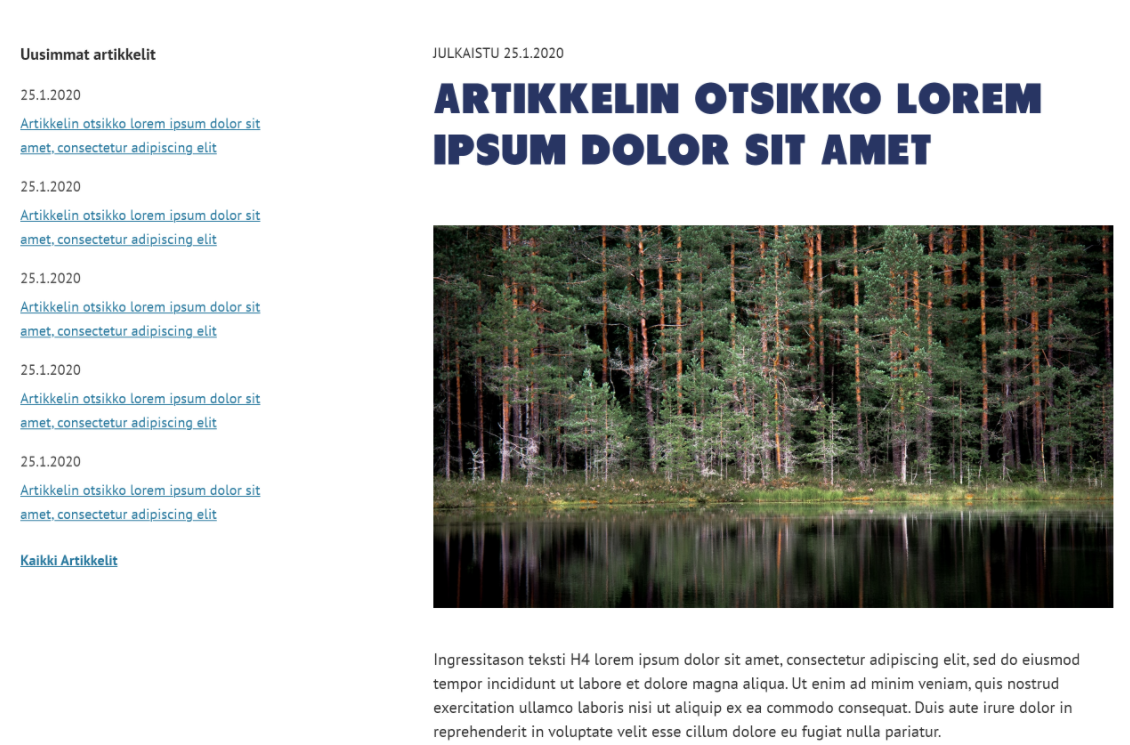 Uusimmat artikkelit
25.1.2020
Artikkelin otsikko lorem ipsum dolor sit
amet, consectetur adipiscing elit
25.1.2020
Artikkelin otsikko lorem ipsum dolor sit
amet, consectetur adipiscing elit
25.1.2020
Artikkelin otsikko lorem ipsum dolor sit
amet, consectetur adipiscing elit
25.1.2020
Artikkelin otsikko lorem ipsum dolor sit
amet, consectetur adipiscing elit
25.1.2020
Artikkelin otsikko lorem ipsum dolor sit
amet, consectetur adipiscing elit
Kaikki Artikkelit
JULKAISTU 25.1.2020
ARTIKKELIN OTSIKKO LOREM
IPSUM DOLOR SIT AMET
Ingressitason teksti H4 lorem ipsum dolor sit amet, consectetur adipiscing elit, sed do eiusmod
tempor incididunt ut labore et dolore magna aliqua. Ut enim ad minim veniam, quis nostrud
exercitation ullamco laboris nisi ut aliquip ex ea commodo consequat. Duis aute irure dolor in
reprehenderit in voluptate velit esse cillum dolore eu fugiat nulla pariatur.